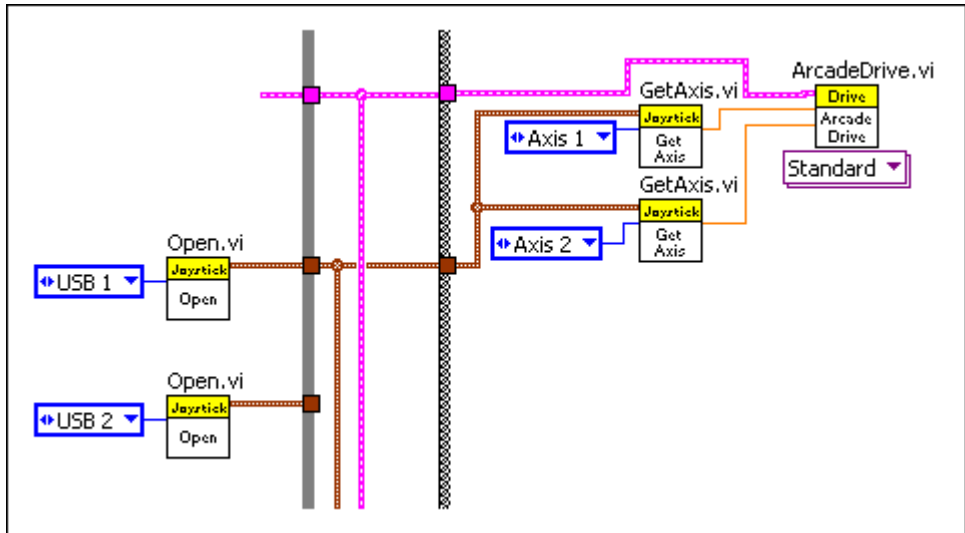 ArcadeDrive.vi
GetAxis.vi
Drive
Joystick
Arcade
Drive
Axis 1
Get
Axis
Standard
GetAxis.vi
Joystick
Get
Axis
Axis 2
Open.vi
Joystick
USB 1
Open
Open.vi
Joystick
USB 2
Open